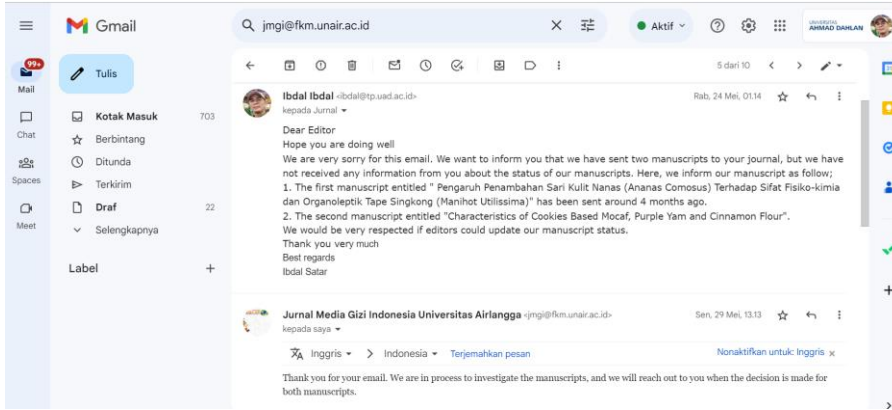 Gmail
jmgi@fkm.unair.ac.id
Aktif
UNIVERSITAS
AHMAD DAHLAN
99+
Mail
Chat
Spaces
Meet
Tulis
Kotak Masuk 703
Berbintang
Ditunda
Terkirim
Draf 22
Selengkapnya
Label
5 dari 10
Ibdal Ibdal <ibdal@tp.uad.ac.id> Rab, 24 Mei, 01.14
kepada Jurnal
Dear Editor
Hope you are doing well
We are very sorry for this email. We want to inform you that we have sent two manuscripts to your journal, but we have
not received any information from you about the status of our manuscripts. Here, we inform our manuscript as follow;
1. The first manuscript entitled " Pengaruh Penambahan Sari Kulit Nanas (Ananas Comosus) Terhadap Sifat Fisiko-kimia
dan Organoleptik Tape Singkong (Manihot Utilissima)" has been sent around 4 months ago.
2. The second manuscript entitled "Characteristics of Cookies Based Mocaf, Purple Yam and Cinnamon Flour".
We would be very respected if editors could update our manuscript status.
Thank you very much
Best regards
Ibdal Satar
Jurnal Media Gizi Indonesia Universitas Airlangga <jmgi@fkm.unair.ac.id> Sen, 29 Mei, 13.13
kepada saya
Inggris > Indonesia Terjemahkan pesan Nonaktifkan untuk: Inggris x
Thank you for your email. We are in process to investigate the manuscripts, and we will reach out to you when the decision is made for
both manuscripts.